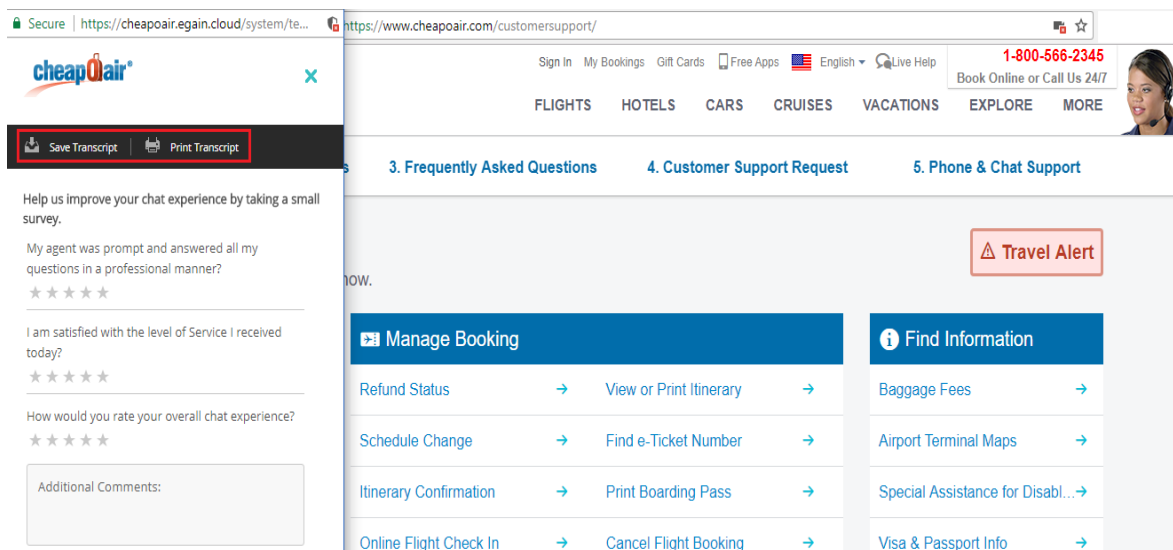 Secure | https://cheapoair.egain.cloud/system/te...
cheapOair®
Save Transcript
Print Transcript
Help us improve your chat experience by taking a small
survey.
My agent was prompt and answered all my
questions in a professional manner?
I am satisfied with the level of Service I received
today?
How would you rate your overall chat experience?
Additional Comments:
https://www.cheapoair.com/customersupport/
Sign In My Bookings Gift Cards Free Apps English Live Help
1-800-566-2345
Book Online or Call Us 24/7
FLIGHTS HOTELS CARS CRUISES VACATIONS EXPLORE MORE
s 3. Frequently Asked Questions 4. Customer Support Request 5. Phone & Chat Support
Travel Alert
now.
Manage Booking
Refund Status View or Print Itinerary
Schedule Change Find e-Ticket Number
Itinerary Confirmation Print Boarding Pass
Online Flight Check In Cancel Flight Booking
Find Information
Baggage Fees
Airport Terminal Maps
Special Assistance for Disabl...
Visa & Passport Info